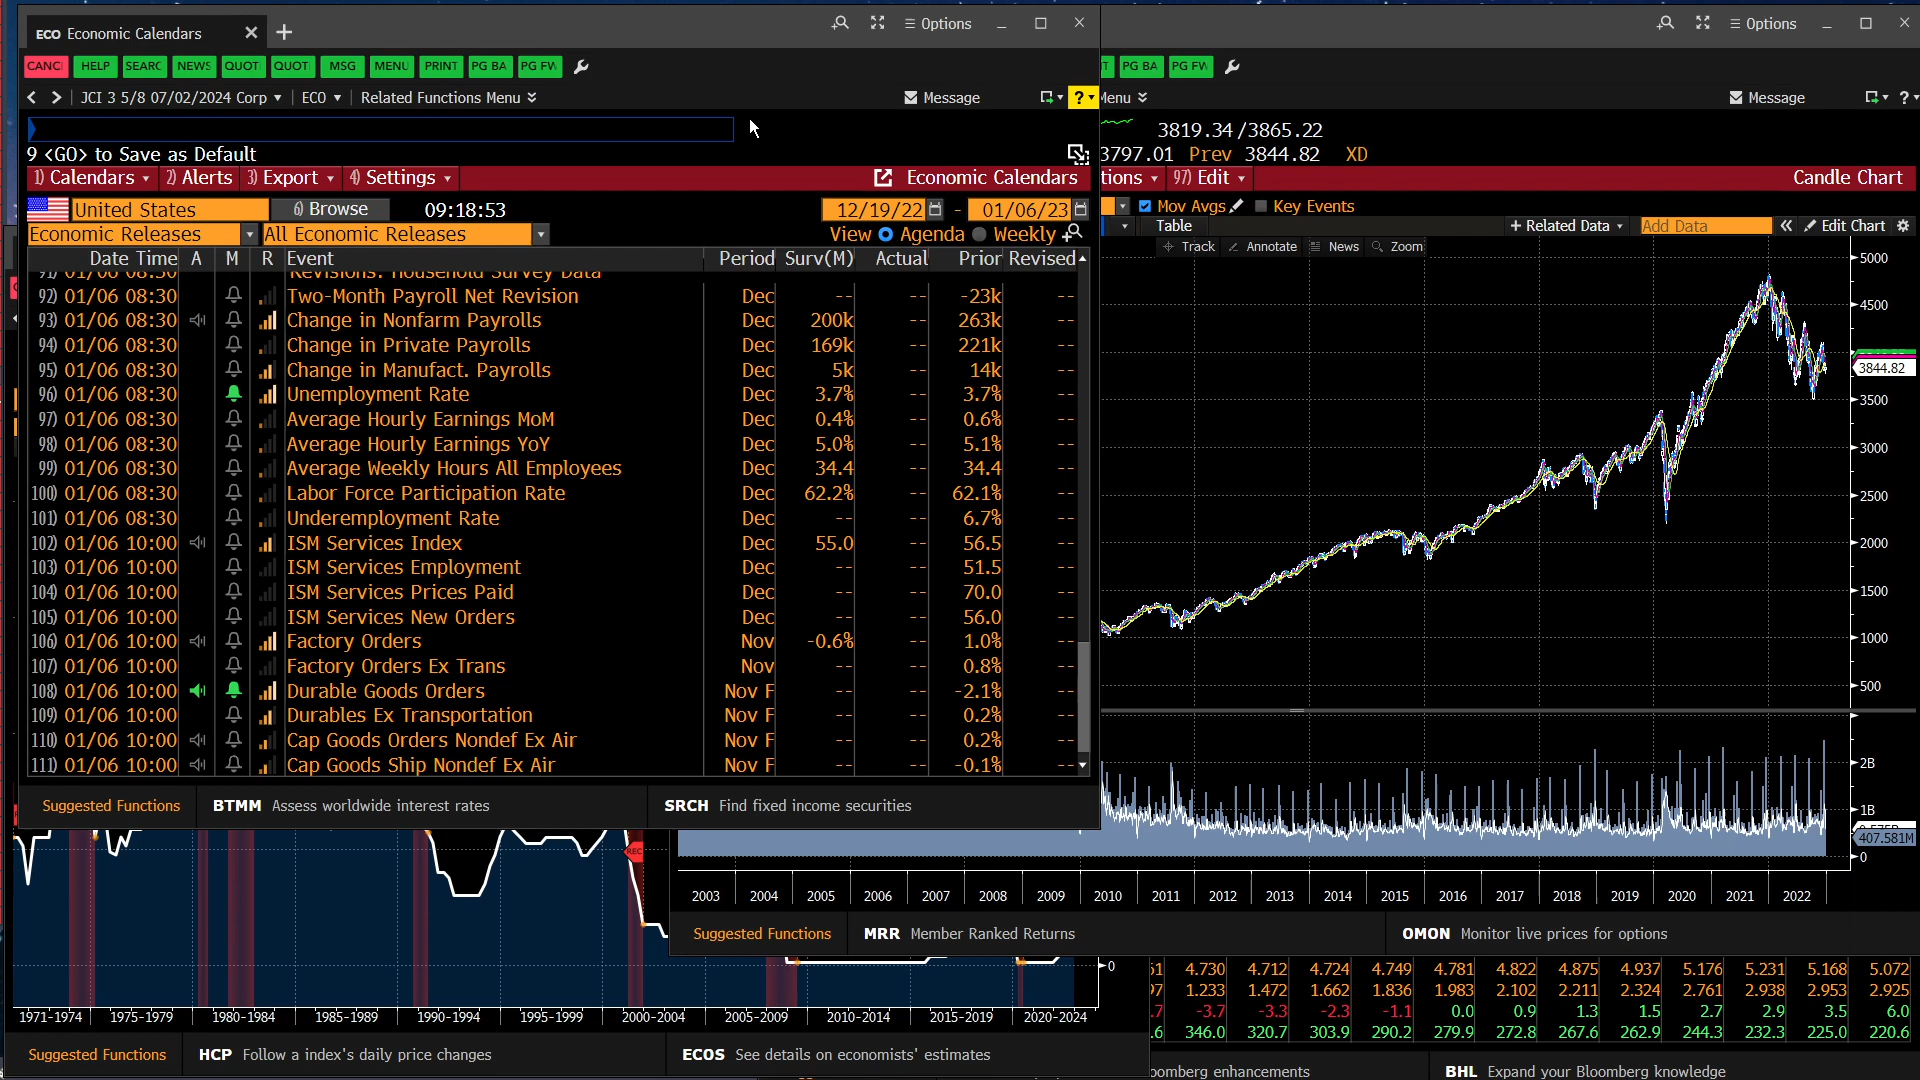 ECO Economic Calendars
Options
CANC HELP SEARC NEWS QUOT QUOT MSG MENU PRINT PG BA PG FW
JCI 3 5/8 07/02/2024 Corp ECO Related Functions Menu
Message
?
9 <GO> to Save as Default
1) Calendars 2) Alerts 3) Export 4) Settings Economic Calendars
United States 6) Browse 09:18:53 12/19/22 - 01/06/23
Economic Releases All Economic Releases View Agenda Weekly
Date Time A M R Event Period Surv(M) Actual Prior Revised
91) 01/06 08:30 Revisions: Household Survey Data
92) 01/06 08:30 Two-Month Payroll Net Revision Dec -- -- -23k --
93) 01/06 08:30 Change in Nonfarm Payrolls Dec 200k -- 263k --
94) 01/06 08:30 Change in Private Payrolls Dec 169k -- 221k --
95) 01/06 08:30 Change in Manufact. Payrolls Dec 5k -- 14k --
96) 01/06 08:30 Unemployment Rate Dec 3.7% -- 3.7% --
97) 01/06 08:30 Average Hourly Earnings MoM Dec 0.4% -- 0.6% --
98) 01/06 08:30 Average Hourly Earnings YoY Dec 5.0% -- 5.1% --
99) 01/06 08:30 Average Weekly Hours All Employees Dec 34.4 -- 34.4 --
100) 01/06 08:30 Labor Force Participation Rate Dec 62.2% -- 62.1% --
101) 01/06 08:30 Underemployment Rate Dec -- -- 6.7% --
102) 01/06 10:00 ISM Services Index Dec 55.0 -- 56.5 --
103) 01/06 10:00 ISM Services Employment Dec -- -- 51.5 --
104) 01/06 10:00 ISM Services Prices Paid Dec -- -- 70.0 --
105) 01/06 10:00 ISM Services New Orders Dec -- -- 56.0 --
106) 01/06 10:00 Factory Orders Nov -0.6% -- 1.0% --
107) 01/06 10:00 Factory Orders Ex Trans Nov -- -- 0.8% --
108) 01/06 10:00 Durable Goods Orders Nov F -- -- -2.1% --
109) 01/06 10:00 Durables Ex Transportation Nov F -- -- 0.2% --
110) 01/06 10:00 Cap Goods Orders Nondef Ex Air Nov F -- -- 0.2% --
111) 01/06 10:00 Cap Goods Ship Nondef Ex Air Nov F -- -- -0.1% --
Suggested Functions BTMM Assess worldwide interest rates SRCH Find fixed income securities
Options
PG BA PG FW
Menu Message ?
3819.34/3865.22
3797.01 Prev 3844.82 XD
tions 97) Edit Candle Chart
Mov Avgs Key Events
Table + Related Data Add Data Edit Chart
Track Annotate News Zoom
5000
4500
3844.82
3500
3000
2500
2000
1500
1000
500
2B
1B
407.581M
0
2003 2004 2005 2006 2007 2008 2009 2010 2011 2012 2013 2014 2015 2016 2017 2018 2019 2020 2021 2022
Suggested Functions MRR Member Ranked Returns OMON Monitor live prices for options
REC
0
1971-1974 1975-1979 1980-1984 1985-1989 1990-1994 1995-1999 2000-2004 2005-2009 2010-2014 2015-2019 2020-2024
Suggested Functions HCP Follow a index's daily price changes ECOS See details on economists' estimates
51 4.730 4.712 4.724 4.749 4.781 4.822 4.875 4.937 5.176 5.231 5.168 5.072
97 1.233 1.472 1.662 1.836 1.983 2.102 2.211 2.324 2.761 2.938 2.953 2.925
.7 -3.7 -3.3 -2.3 -1.1 0.0 0.9 1.3 1.5 2.7 2.9 3.5 6.0
.6 346.0 320.7 303.9 290.2 279.9 272.8 267.6 262.9 244.3 232.3 225.0 220.6
oomberg enhancements BHL Expand your Bloomberg knowledge